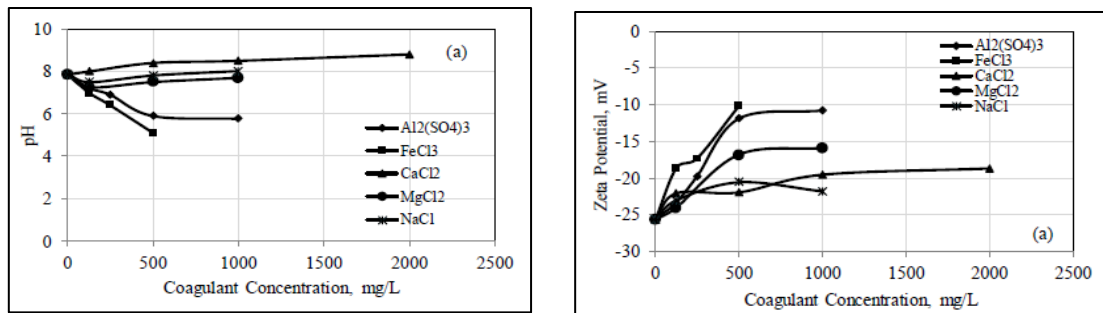 10
8
6
4
2
0
pH
(a)
Al2(SO4)3
FeCl3
CaCl2
MgCl2
NaCl
0 500 1000 1500 2000 2500
Coagulant Concentration, mg/L
0
-5
-10
-15
-20
-25
-30
Zeta Potential, mV
Al2(SO4)3
FeCl3
CaCl2
MgCl2
NaCl
(a)
0 500 1000 1500 2000 2500
Coagulant Concentration, mg/L